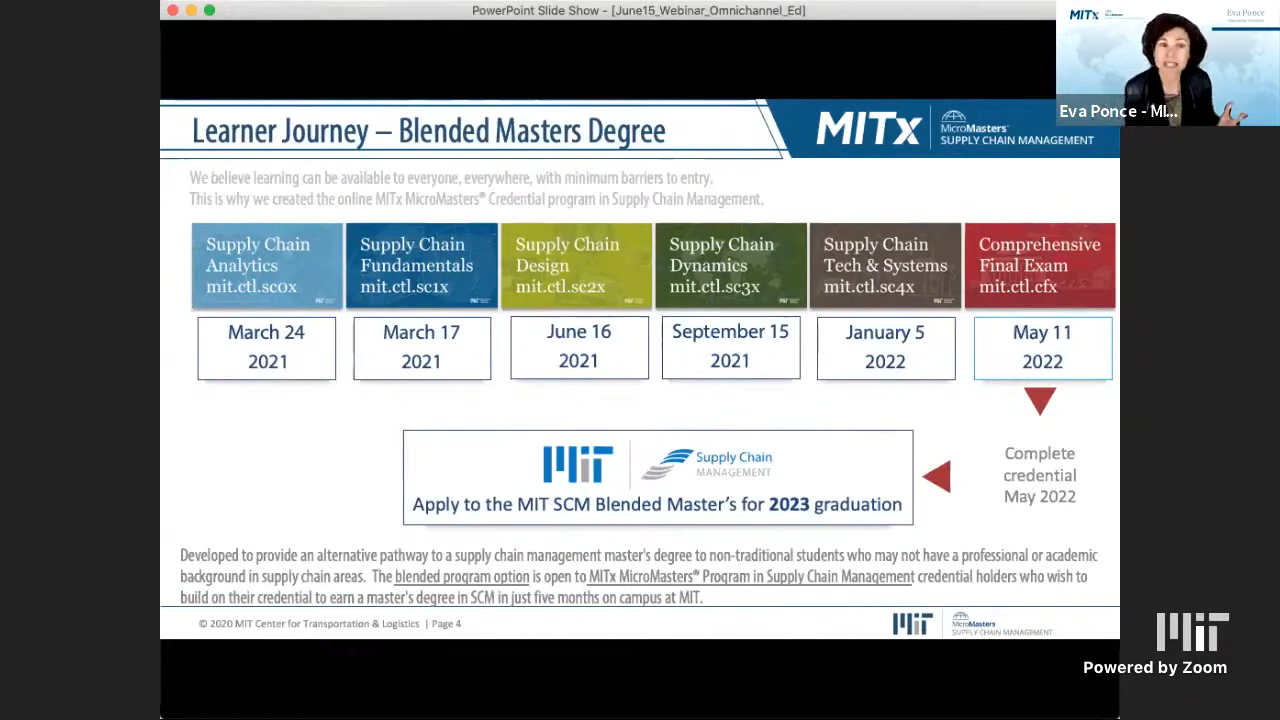 PowerPoint Slide Show - [June15_Webinar_Omnichannel_Ed]
MITx
Eva Ponce
Eva Ponce - MI...
Learner Journey – Blended Masters Degree
MITx
MicroMasters®
SUPPLY CHAIN MANAGEMENT
We believe learning can be available to everyone, everywhere, with minimum barriers to entry.
This is why we created the online MITx MicroMasters® Credential program in Supply Chain Management.
Supply Chain
Analytics
mit.ctl.sc0x
Supply Chain
Fundamentals
mit.ctl.sc1x
Supply Chain
Design
mit.ctl.sc2x
Supply Chain
Dynamics
mit.ctl.sc3x
Supply Chain
Tech & Systems
mit.ctl.sc4x
Comprehensive
Final Exam
mit.ctl.cfx
March 24
2021
March 17
2021
June 16
2021
September 15
2021
January 5
2022
May 11
2022
MIT
Supply Chain
MANAGEMENT
Apply to the MIT SCM Blended Master's for 2023 graduation
Complete
credential
May 2022
Developed to provide an alternative pathway to a supply chain management master's degree to non-traditional students who may not have a professional or academic
background in supply chain areas. The blended program option is open to MITx MicroMasters® Program in Supply Chain Management credential holders who wish to
build on their credential to earn a master's degree in SCM in just five months on campus at MIT.
© 2020 MIT Center for Transportation & Logistics | Page 4
MIT
MicroMasters
SUPPLY CHAIN MANAGEMENT
MIT
Powered by Zoom